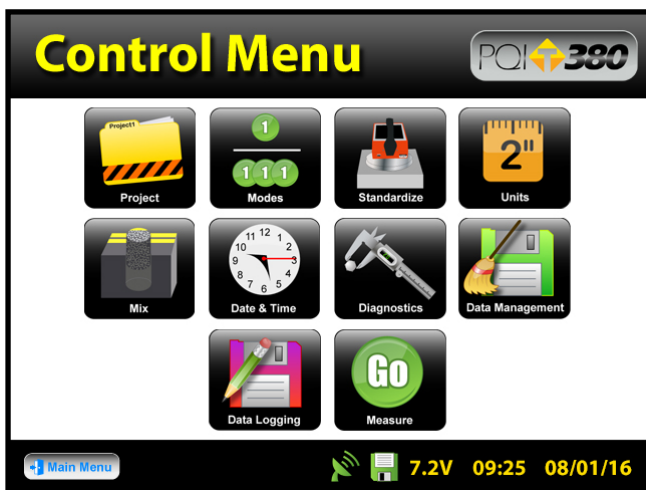 Control Menu
PQI T 380
Project1
1
1 1 1
2"
Project
Modes
Standardize
Units
12
11 1
10 2
9 3
8 4
7 6 5
Mix
Date & Time
Diagnostics
Data Management
Go
Data Logging
Measure
Main Menu
7.2V 09:25 08/01/16